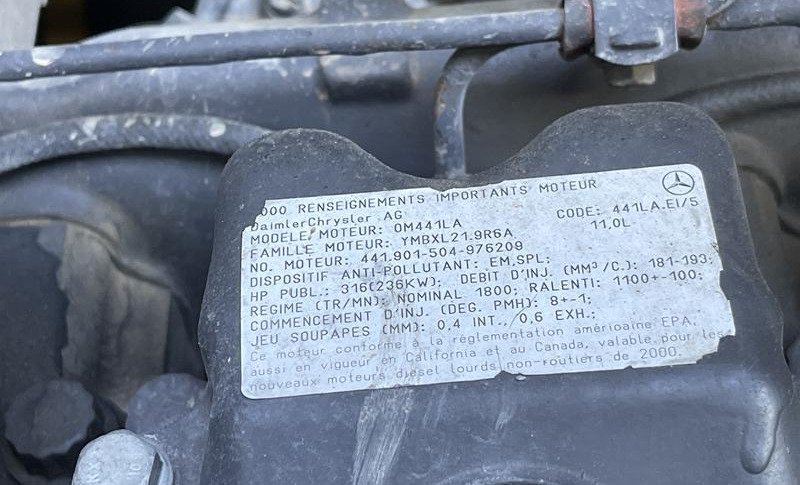 000 RENSEIGNEMENTS IMPORTANTS MOTEUR
DaimlerChrysler AG
MODELE/MOTEUR: OM441LA CODE: 441LA.EI/5
FAMILLE MOTEUR: YMBXL21.9R6A 11,0L
NO. MOTEUR: 441.901-504-976209
DISPOSITIF ANTI-POLLUTANT: EM,SPL;
HP PUBL.: 316(236KW); DEBIT D'INJ.(MM³/C.): 181-193;
REGIME (TR/MN): NOMINAL 1800; RALENTI: 1100+-100;
COMMENCEMENT D'INJ.(DEG. PMH): 8+-1;
JEU SOUPAPES (MM): 0,4 INT., 0,6 EXH.;
Ce moteur conforme à la réglementation amérioaine EPA,
aussi en vigueur en California et au Canada, valable pour les
nouveaux moteurs diesel lourds non-routiers de 2000.